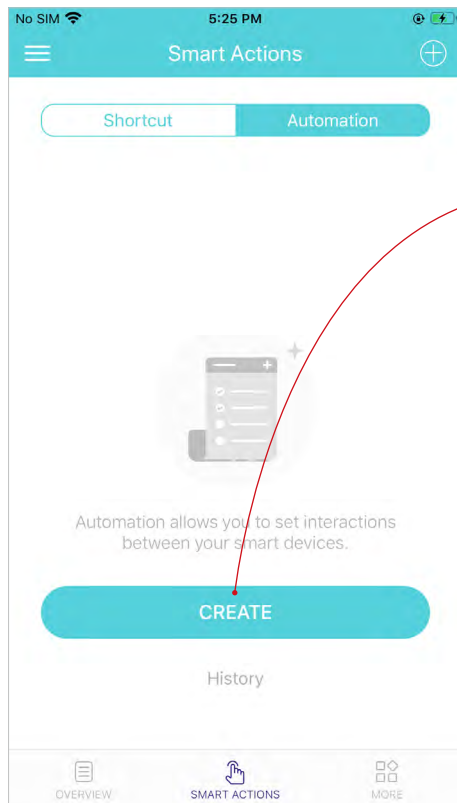 No SIM 5:25 PM
Smart Actions
Shortcut Automation
Automation allows you to set interactions
between your smart devices.
CREATE
History
OVERVIEW SMART ACTIONS MORE